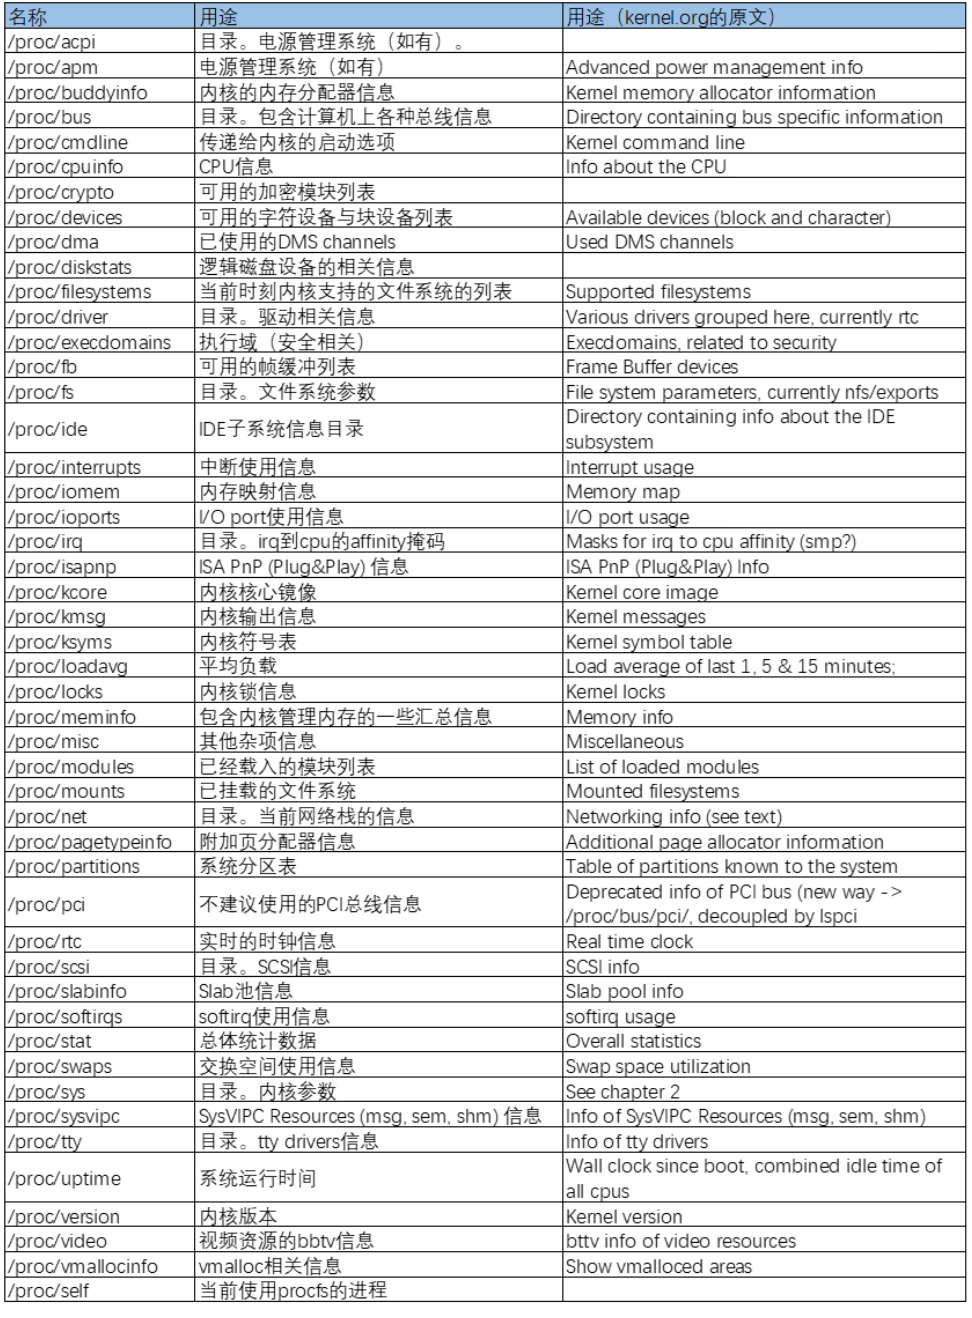 名称 用途 用途（kernel.org的原文）
/proc/acpi 目录。电源管理系统（如有）。
/proc/apm 电源管理系统（如有） Advanced power management info
/proc/buddyinfo 内核的内存分配器信息 Kernel memory allocator information
/proc/bus 目录。包含计算机上各种总线信息 Directory containing bus specific information
/proc/cmdline 传递给内核的启动选项 Kernel command line
/proc/cpuinfo CPU信息 Info about the CPU
/proc/crypto 可用的加密模块列表
/proc/devices 可用的字符设备与块设备列表 Available devices (block and character)
/proc/dma 已使用的DMS channels Used DMS channels
/proc/diskstats 逻辑磁盘设备的相关信息
/proc/filesystems 当前时刻内核支持的文件系统的列表 Supported filesystems
/proc/driver 目录。驱动相关信息 Various drivers grouped here, currently rtc
/proc/execdomains 执行域（安全相关） Execdomains, related to security
/proc/fb 可用的帧缓冲列表 Frame Buffer devices
/proc/fs 目录。文件系统参数 File system parameters, currently nfs/exports
/proc/ide IDE子系统信息目录 Directory containing info about the IDE
subsystem
/proc/interrupts 中断使用信息 Interrupt usage
/proc/iomem 内存映射信息 Memory map
/proc/ioports I/O port使用信息 I/O port usage
/proc/irq 目录。irq到cpu的affinity掩码 Masks for irq to cpu affinity (smp?)
/proc/isapnp ISA PnP (Plug&Play) 信息 ISA PnP (Plug&Play) Info
/proc/kcore 内核核心镜像 Kernel core image
/proc/kmsg 内核输出信息 Kernel messages
/proc/ksyms 内核符号表 Kernel symbol table
/proc/loadavg 平均负载 Load average of last 1, 5 & 15 minutes;
/proc/locks 内核锁信息 Kernel locks
/proc/meminfo 包含内核管理内存的一些汇总信息 Memory info
/proc/misc 其他杂项信息 Miscellaneous
/proc/modules 已经载入的模块列表 List of loaded modules
/proc/mounts 已挂载的文件系统 Mounted filesystems
/proc/net 目录。当前网络栈的信息 Networking info (see text)
/proc/pagetypeinfo 附加页分配器信息 Additional page allocator information
/proc/partitions 系统分区表 Table of partitions known to the system
/proc/pci 不建议使用的PCI总线信息 Deprecated info of PCI bus (new way ->
/proc/bus/pci/, decoupled by lspci
/proc/rtc 实时的时钟信息 Real time clock
/proc/scsi 目录。SCSI信息 SCSI info
/proc/slabinfo Slab池信息 Slab pool info
/proc/softirqs softirq使用信息 softirq usage
/proc/stat 总体统计数据 Overall statistics
/proc/swaps 交换空间使用信息 Swap space utilization
/proc/sys 目录。内核参数 See chapter 2
/proc/sysvipc SysVIPC Resources (msg, sem, shm) 信息 Info of SysVIPC Resources (msg, sem, shm)
/proc/tty 目录。tty drivers信息 Info of tty drivers
/proc/uptime 系统运行时间 Wall clock since boot, combined idle time of
all cpus
/proc/version 内核版本 Kernel version
/proc/video 视频资源的bbtv信息 bttv info of video resources
/proc/vmallocinfo vmalloc相关信息 Show vmalloced areas
/proc/self 当前使用procfs的进程